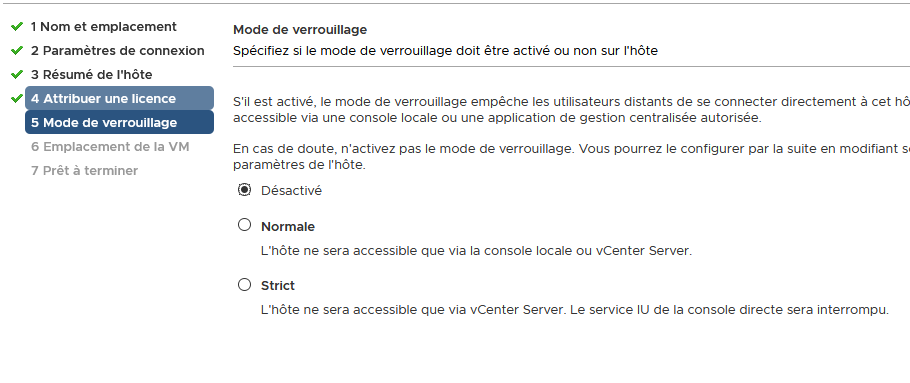 1 Nom et emplacement
2 Paramètres de connexion
3 Résumé de l'hôte
4 Attribuer une licence
5 Mode de verrouillage
6 Emplacement de la VM
7 Prêt à terminer
Mode de verrouillage
Spécifiez si le mode de verrouillage doit être activé ou non sur l'hôte
S'il est activé, le mode de verrouillage empêche les utilisateurs distants de se connecter directement à cet
accessible via une console locale ou une application de gestion centralisée autorisée.
En cas de doute, n'activez pas le mode de verrouillage. Vous pourrez le configurer par la suite en modifiant
paramètres de l'hôte.
Désactivé
Normale
L'hôte ne sera accessible que via la console locale ou vCenter Server.
Strict
L'hôte ne sera accessible que via vCenter Server. Le service IU de la console directe sera interrompu.